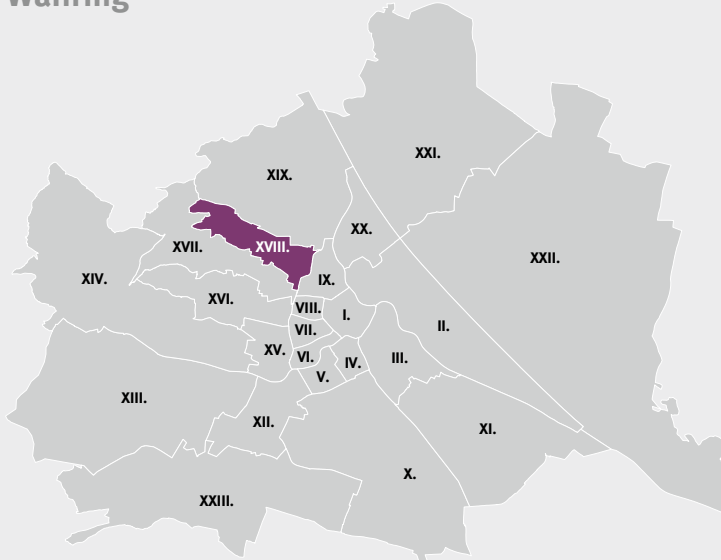 Währing
XXI.
XIX.
XX.
XVIII.
XVII.
XXII.
XIV.
IX.
XVI.
VIII.
I.
II.
VII.
XV.
VI.
IV.
III.
V.
XIII.
XII.
XI.
X.
XXIII.